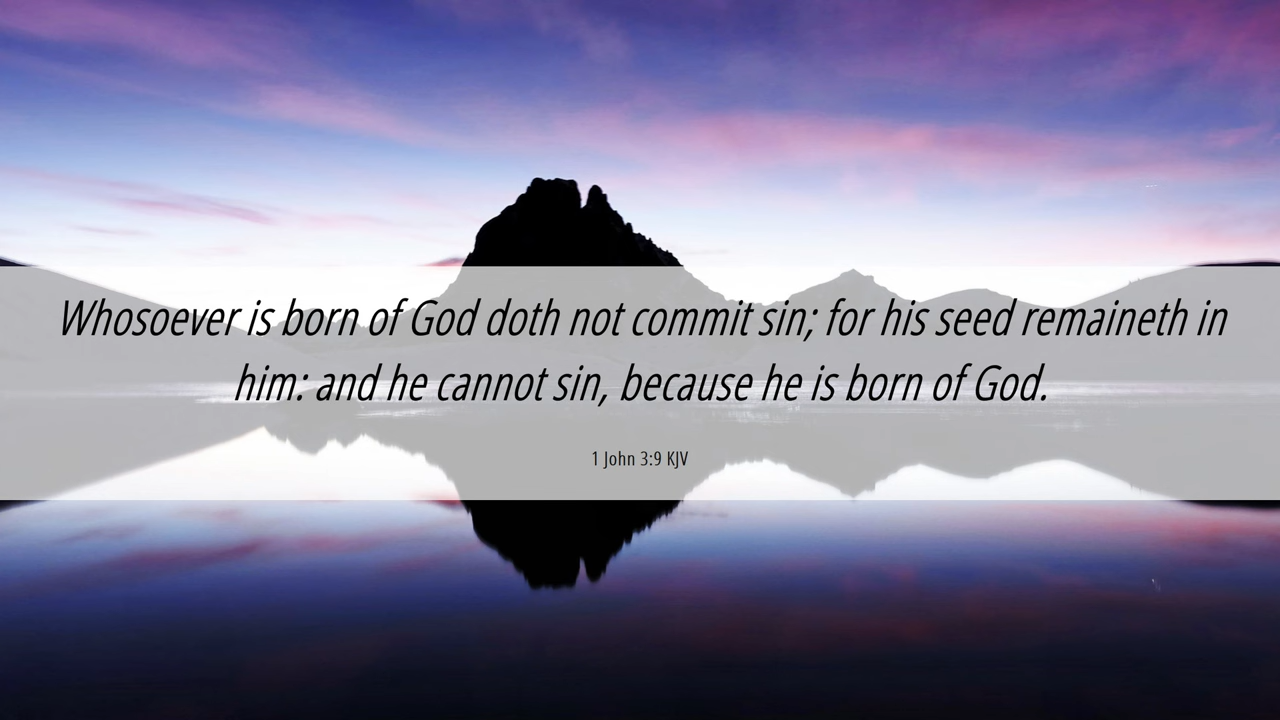 Whosoever is born of God doth not commit sin; for his seed remaineth in
him: and he cannot sin, because he is born of God.
1 John 3:9 KJV